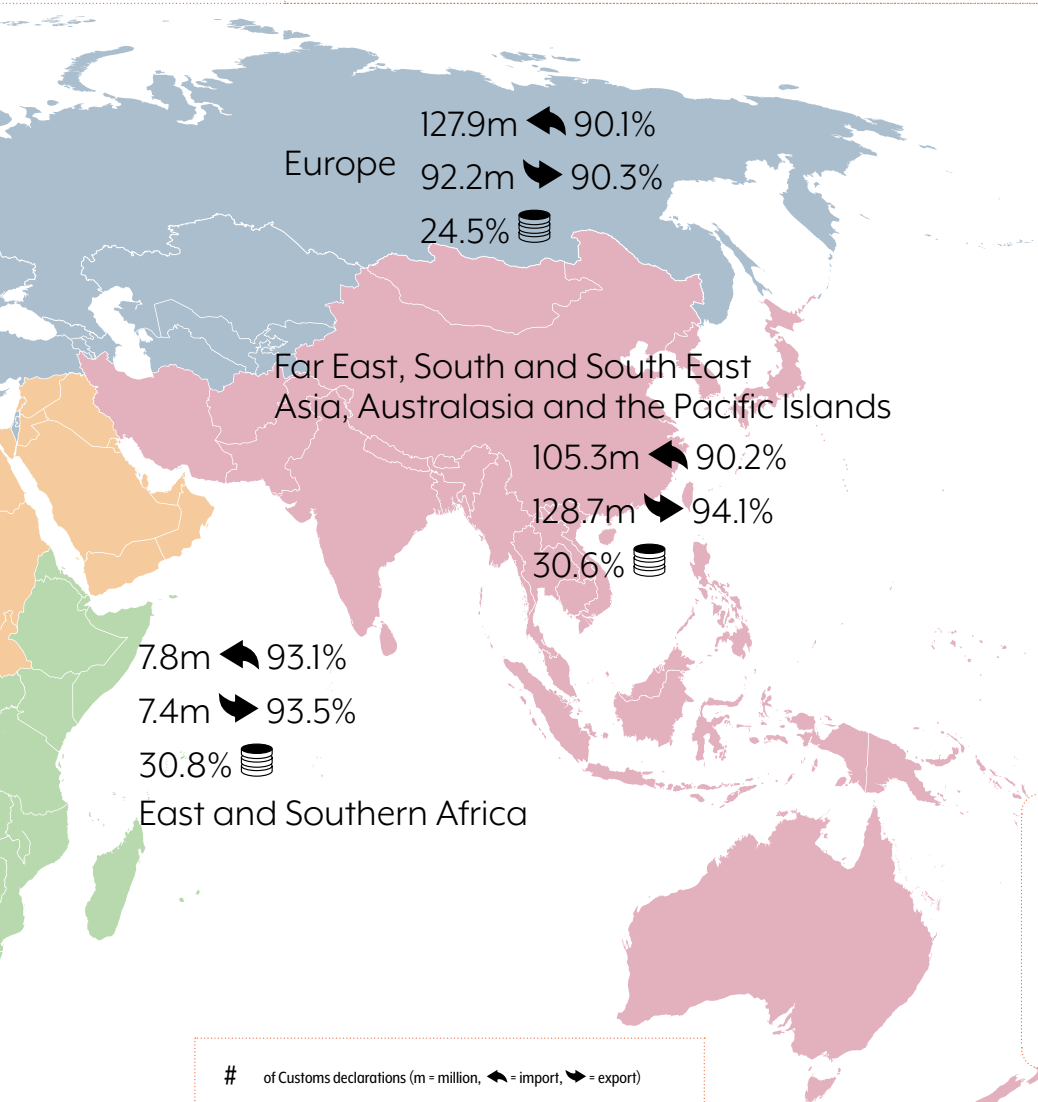 127.9m 90.1%
Europe
92.2m 90.3%
24.5%
Far East, South and South East
Asia, Australasia and the Pacific Islands
105.3m 90.2%
128.7m 94.1%
30.6%
7.8m 93.1%
7.4m 93.5%
30.8%
East and Southern Africa
# of Customs declarations (m = million, = import, = export)